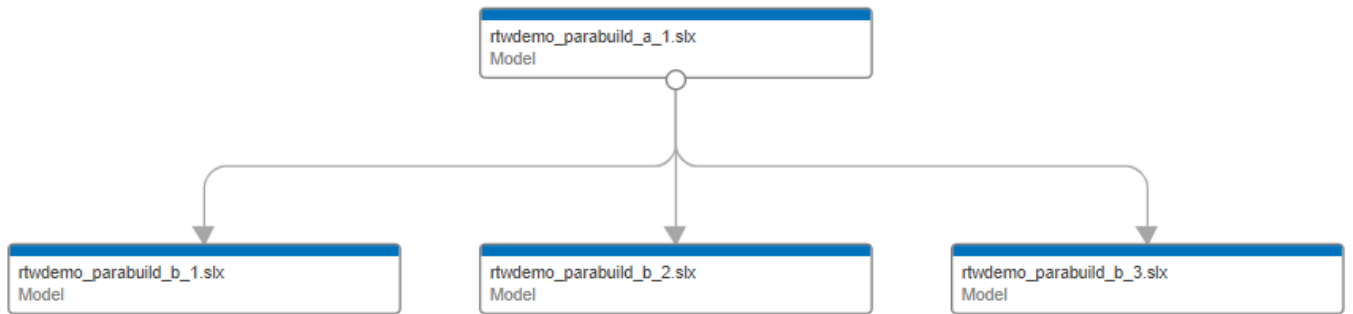 rtwdemo_parabuild_a_1.slx
Model
rtwdemo_parabuild_b_1.slx
Model
rtwdemo_parabuild_b_2.slx
Model
rtwdemo_parabuild_b_3.slx
Model